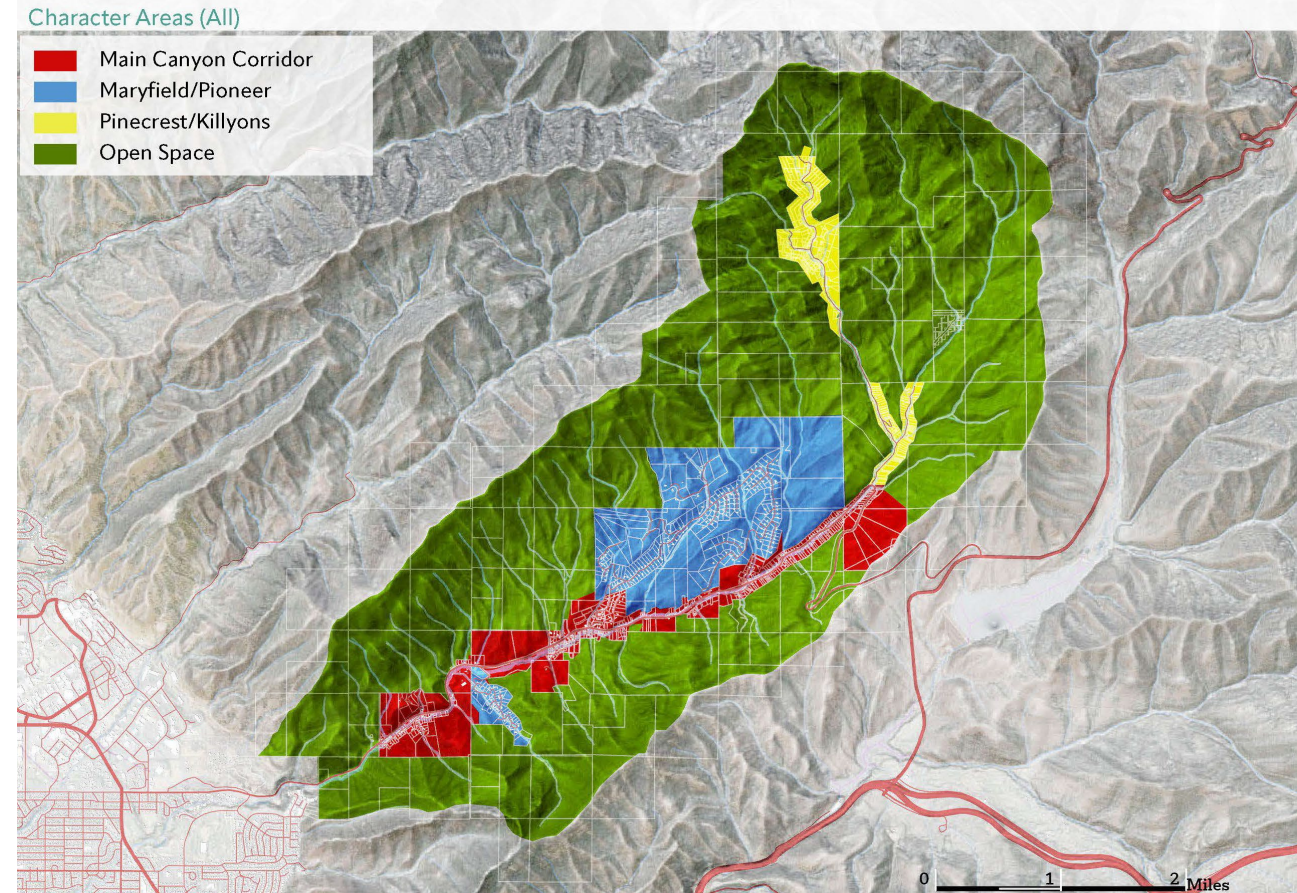 Character Areas (All)
Main Canyon Corridor
Maryfield/Pioneer
Pinecrest/Killyons
Open Space
0 1 2 Miles